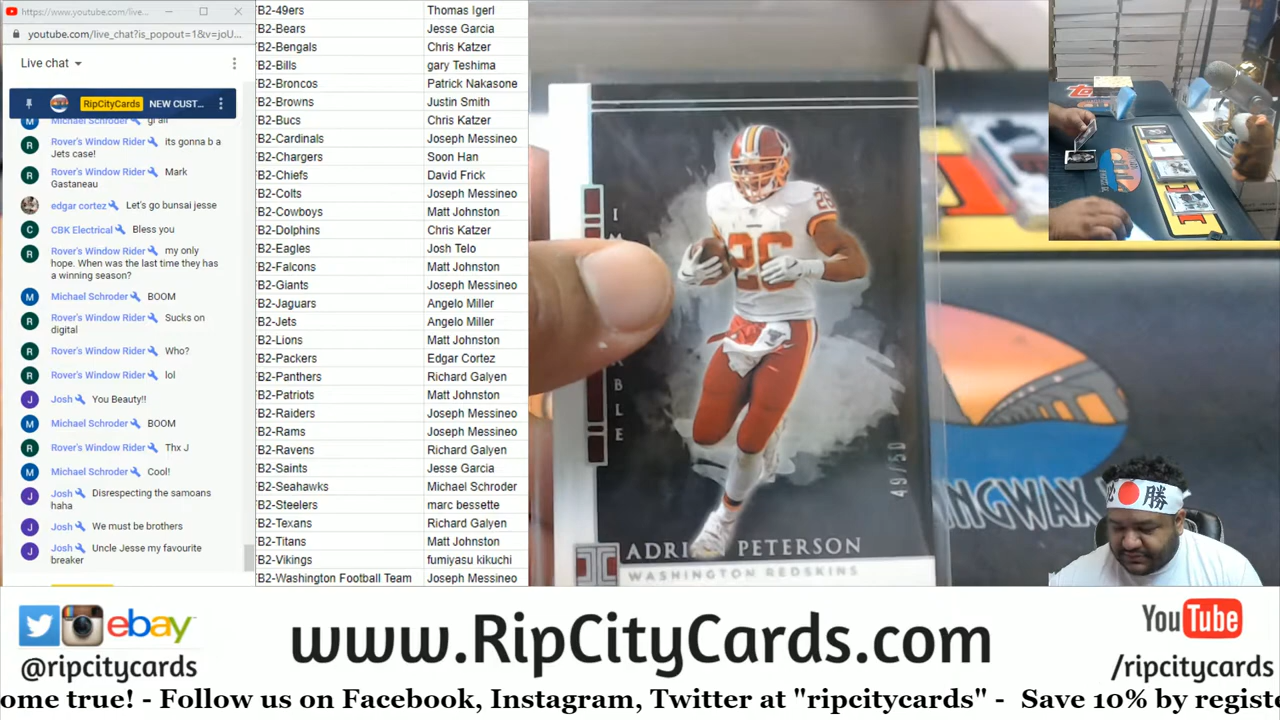 https://www.youtube.com/live...
youtube.com/live_chat?is_popout=1&v=joU...
Live chat
RipCityCards NEW CUST...
Michael Schroder gl all
Rover's Window Rider its gonna b a
Jets case!
Rover's Window Rider Mark
Gastaneau
edgar cortez Let's go bunsai jesse
CBK Electrical Bless you
Rover's Window Rider my only
hope. When was the last time they has
a winning season?
Michael Schroder BOOM
Rover's Window Rider Sucks on
digital
Rover's Window Rider Who?
Rover's Window Rider lol
Josh You Beauty!!
Michael Schroder BOOM
Rover's Window Rider Thx J
Michael Schroder Cool!
Josh Disrespecting the samoans
haha
Josh We must be brothers
Josh Uncle Jesse my favourite
breaker
'B2-49ers Thomas Igerl
'B2-Bears Jesse Garcia
'B2-Bengals Chris Katzer
'B2-Bills gary Teshima
'B2-Broncos Patrick Nakasone
'B2-Browns Justin Smith
'B2-Bucs Chris Katzer
'B2-Cardinals Joseph Messineo
'B2-Chargers Soon Han
'B2-Chiefs David Frick
'B2-Colts Joseph Messineo
'B2-Cowboys Matt Johnston
'B2-Dolphins Chris Katzer
'B2-Eagles Josh Telo
'B2-Falcons Matt Johnston
'B2-Giants Joseph Messineo
'B2-Jaguars Angelo Miller
'B2-Jets Angelo Miller
'B2-Lions Matt Johnston
'B2-Packers Edgar Cortez
'B2-Panthers Richard Galyen
'B2-Patriots Matt Johnston
'B2-Raiders Joseph Messineo
'B2-Rams Joseph Messineo
'B2-Ravens Richard Galyen
'B2-Saints Jesse Garcia
'B2-Seahawks Michael Schroder
'B2-Steelers marc bessette
'B2-Texans Richard Galyen
'B2-Titans Matt Johnston
'B2-Vikings fumiyasu kikuchi
'B2-Washington Football Team Joseph Messineo
26
26
49/50
ADRIAN PETERSON
WASHINGTON REDSKINS
NGWAX
勝
ebay
@ripcitycards
www.RipCityCards.com
YouTube
/ripcitycards
ome true! - Follow us on Facebook, Instagram, Twitter at "ripcitycards" - Save 10% by registe